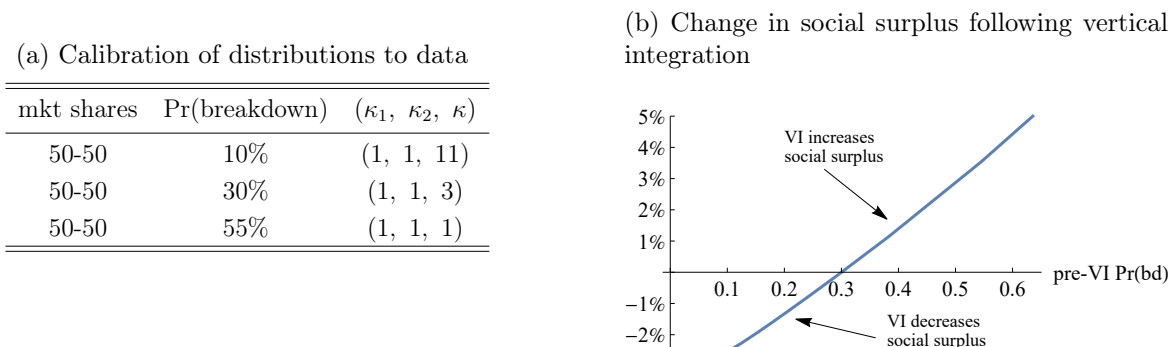 (a) Calibration of distributions to data
mkt shares Pr(breakdown) (κ₁, κ₂, κ)
50-50 10% (1, 1, 11)
50-50 30% (1, 1, 3)
50-50 55% (1, 1, 1)
(b) Change in social surplus following vertical
integration
5%
4%
3%
2%
1%
−1%
−2%
VI increases
social surplus
0.1 0.2 0.3 0.4 0.5 0.6
pre-VI Pr(bd)
VI decreases
social surplus